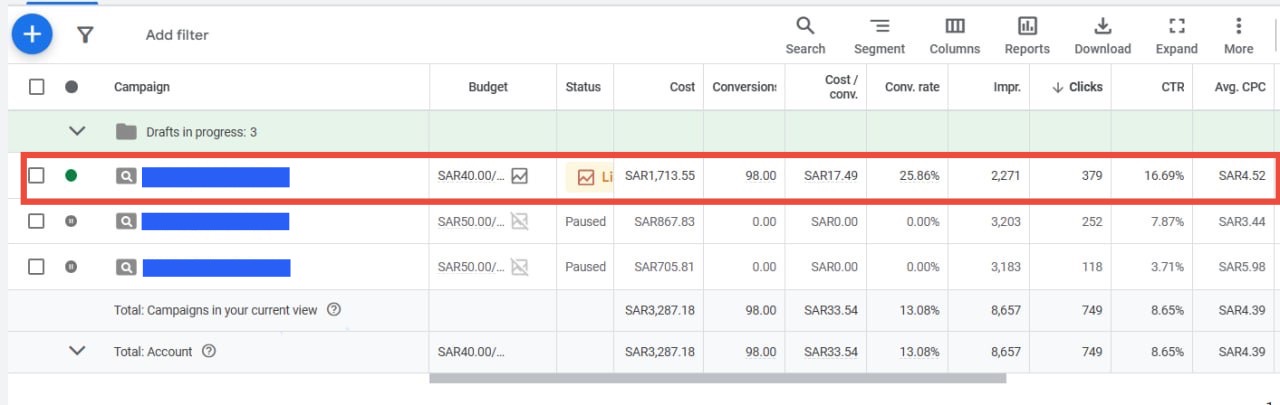 Add filter
Search Segment Columns Reports Download Expand More
Campaign Budget Status Cost Conversions Cost / conv. Conv. rate Impr. Clicks CTR Avg. CPC
Drafts in progress: 3
SAR40.00/... Li SAR1,713.55 98.00 SAR17.49 25.86% 2,271 379 16.69% SAR4.52
SAR50.00/... Paused SAR867.83 0.00 SAR0.00 0.00% 3,203 252 7.87% SAR3.44
SAR50.00/... Paused SAR705.81 0.00 SAR0.00 0.00% 3,183 118 3.71% SAR5.98
Total: Campaigns in your current view SAR3,287.18 98.00 SAR33.54 13.08% 8,657 749 8.65% SAR4.39
Total: Account SAR40.00/... SAR3,287.18 98.00 SAR33.54 13.08% 8,657 749 8.65% SAR4.39